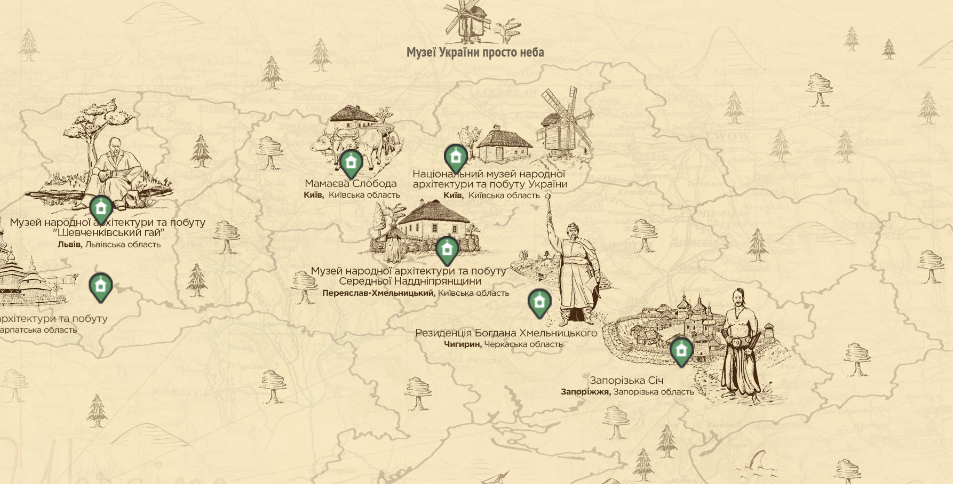 Музеї України просто неба
Мамаєва Слобода
Київ, Київська область
Національний музей народної
архітектури та побуту України
Київ, Київська область
Музей народної архітектури та побуту
"Шевченківський гай"
Львів, Львівська область
Музей народної архітектури та побуту
Середньої Наддніпрянщини
Переяслав-Хмельницький, Київська область
архітектури та побуту
арпатська область
Резиденція Богдана Хмельницького
Чигирин, Черкаська область
Запорізька Січ
Запоріжжя, Запорізька область